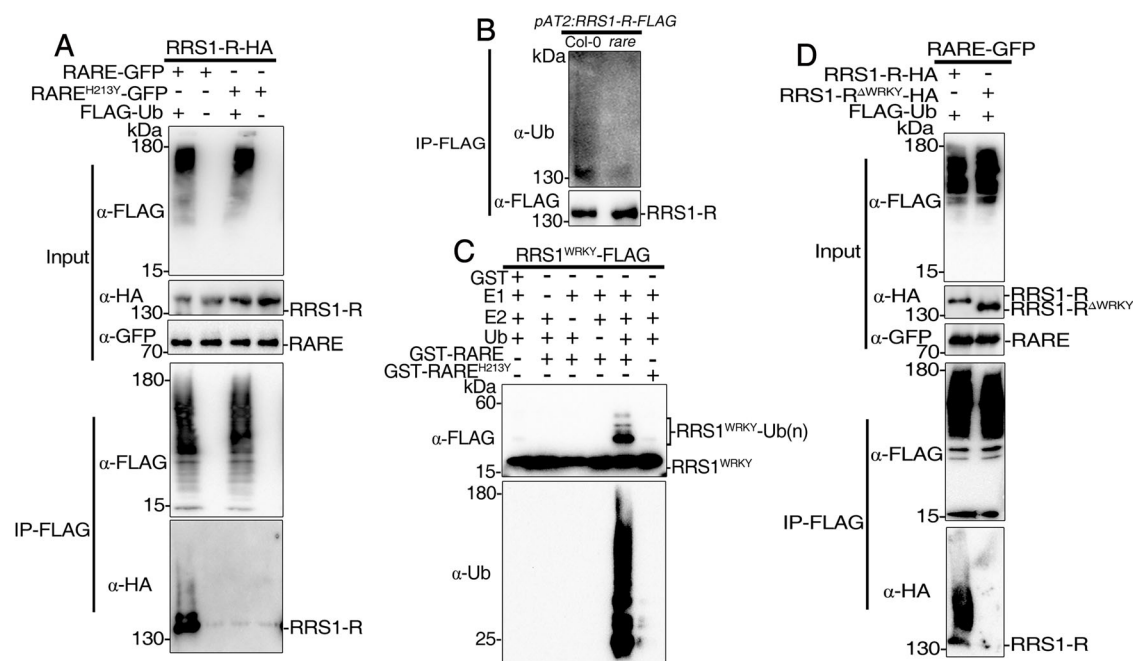 A
RRS1-R-HA
RARE-GFP + + - -
RARE^H213Y-GFP - - + +
FLAG-Ub + - + -
kDa
180
α-FLAG
15
Input
α-HA
130
RRS1-R
α-GFP
70
RARE
180
α-FLAG
15
IP-FLAG
α-HA
130
RRS1-R
B
pAT2:RRS1-R-FLAG
Col-0 rare
kDa
α-Ub
IP-FLAG
130
α-FLAG
130
RRS1-R
C
RRS1^WRKY-FLAG
GST + - - - - -
E1 + - + + + +
E2 + + - + + +
Ub + + + - + +
GST-RARE - + + + + -
GST-RARE^H213Y - - - - - +
kDa
60
α-FLAG
RRS1^WRKY-Ub(n)
15
RRS1^WRKY
180
α-Ub
25
D
RARE-GFP
RRS1-R-HA + -
RRS1-R^ΔWRKY-HA - +
FLAG-Ub + +
kDa
180
α-FLAG
15
Input
α-HA
130
RRS1-R
RRS1-R^ΔWRKY
α-GFP
70
RARE
180
α-FLAG
15
IP-FLAG
α-HA
130
RRS1-R